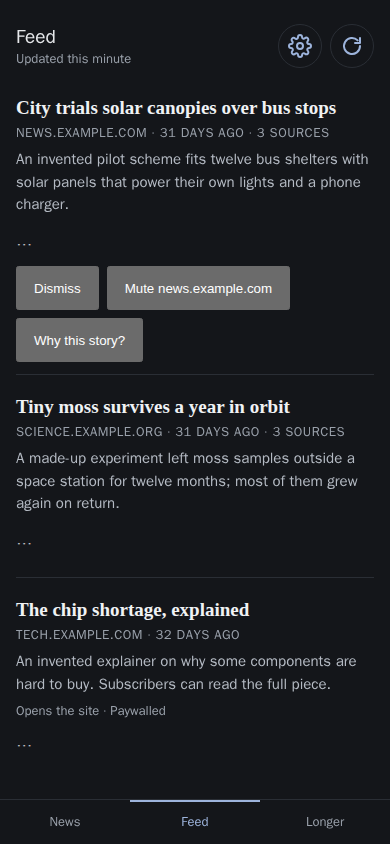 Feed
Updated this minute
City trials solar canopies over bus stops
NEWS.EXAMPLE.COM · 31 DAYS AGO · 3 SOURCES
An invented pilot scheme fits twelve bus shelters with
solar panels that power their own lights and a phone
charger.
...
Dismiss
Mute news.example.com
Why this story?
Tiny moss survives a year in orbit
SCIENCE.EXAMPLE.ORG · 31 DAYS AGO · 3 SOURCES
A made-up experiment left moss samples outside a
space station for twelve months; most of them grew
again on return.
...
The chip shortage, explained
TECH.EXAMPLE.COM · 32 DAYS AGO
An invented explainer on why some components are
hard to buy. Subscribers can read the full piece.
Opens the site · Paywalled
...
News
Feed
Longer